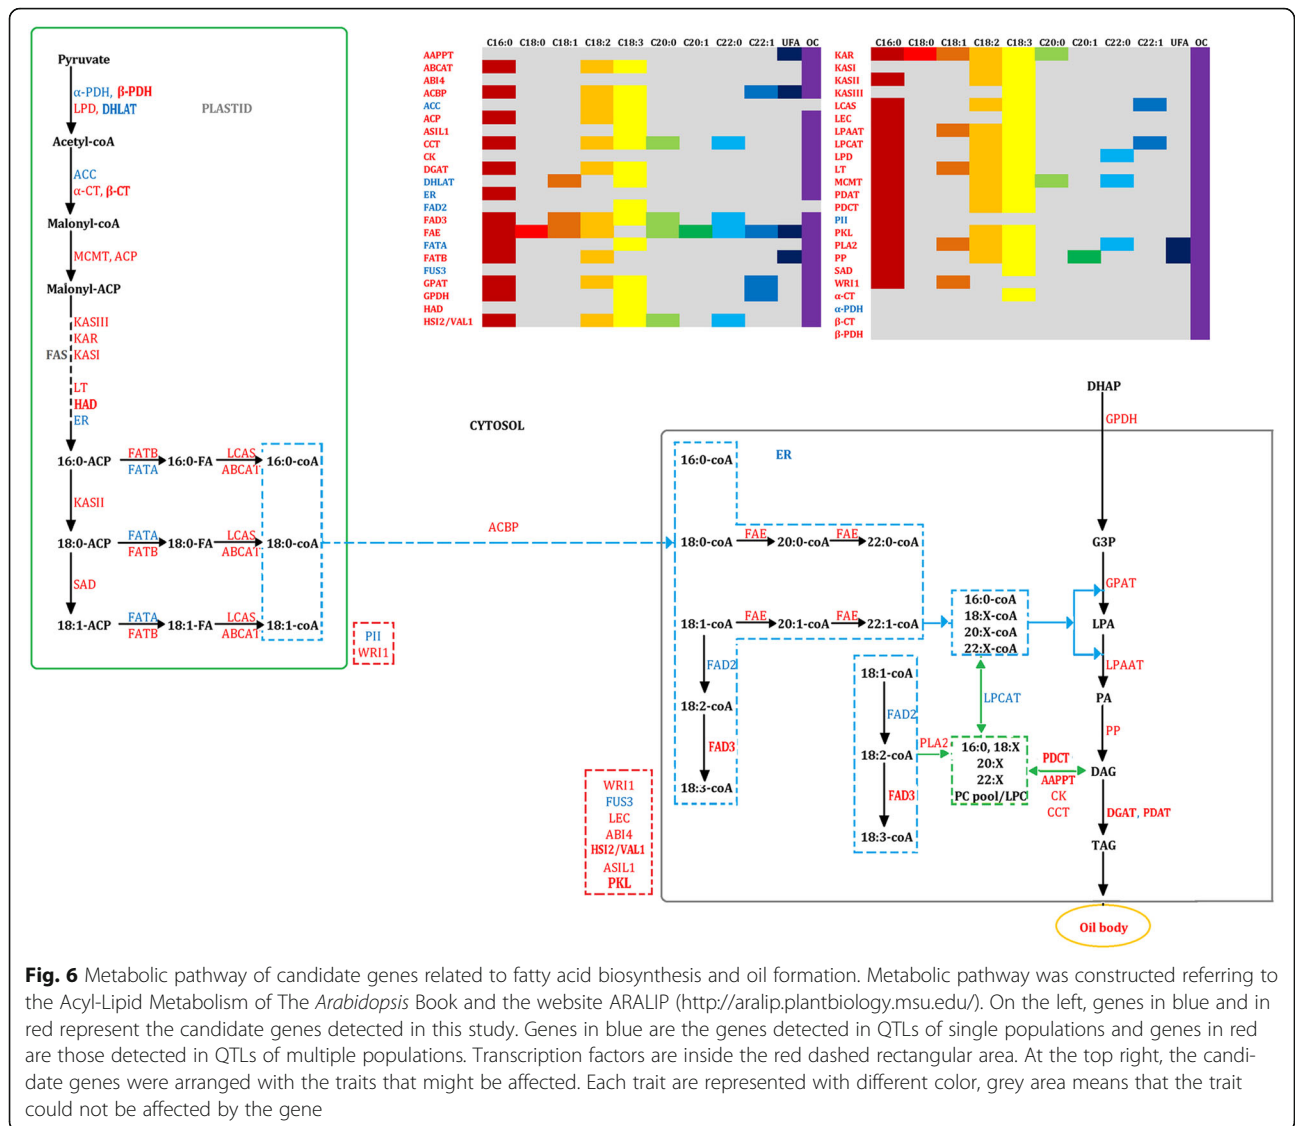 Pyruvate
α-PDH, β-PDH
LPD, DHLAT
PLASTID
Acetyl-coA
ACC
α-CT, β-CT
Malonyl-coA
MCMT, ACP
Malonyl-ACP
KASIII
KAR
FAS KASI
LT
HAD
ER
16:0-ACP FATB FATA 16:0-FA LCAS ABCAT 16:0-coA
KASII
18:0-ACP FATA FATB 18:0-FA LCAS ABCAT 18:0-coA
SAD
18:1-ACP FATA FATB 18:1-FA LCAS ABCAT 18:1-coA
PII
WRI1
C16:0 C18:0 C18:1 C18:2 C18:3 C20:0 C20:1 C22:0 C22:1 UFA OC
AAPPT
ABCAT
ABI4
ACBP
ACC
ACP
ASIL1
CCT
CK
DGAT
DHLAT
ER
FAD2
FAD3
FAE
FATA
FATB
FUS3
GPAT
GPDH
HAD
HSI2/VAL1
C16:0 C18:0 C18:1 C18:2 C18:3 C20:0 C20:1 C22:0 C22:1 UFA OC
KAR
KASI
KASII
KASIII
LCAS
LEC
LPAAT
LPCAT
LPD
LT
MCMT
PDAT
PDCT
PII
PKL
PLA2
PP
SAD
WRI1
α-CT
α-PDH
β-CT
β-PDH
CYTOSOL
ACBP
WRI1
FUS3
LEC
ABI4
HSI2/VAL1
ASIL1
PKL
ER
16:0-coA
18:0-coA FAE 20:0-coA FAE 22:0-coA
18:1-coA FAE 20:1-coA FAE 22:1-coA
FAD2
18:2-coA
FAD3
18:3-coA
18:1-coA
FAD2
18:2-coA
FAD3
18:3-coA
PLA2
16:0-coA
18:X-coA
20:X-coA
22:X-coA
LPCAT
16:0, 18:X
20:X
22:X
PC pool/LPC
PDCT
AAPPT
CK
CCT
DHAP
GPDH
G3P
GPAT
LPA
LPAAT
PA
PP
DAG
DGAT, PDAT
TAG
Oil body
Fig. 6 Metabolic pathway of candidate genes related to fatty acid biosynthesis and oil formation. Metabolic pathway was constructed referring to
the Acyl-Lipid Metabolism of The Arabidopsis Book and the website ARALIP (http://aralip.plantbiology.msu.edu/). On the left, genes in blue and in
red represent the candidate genes detected in this study. Genes in blue are the genes detected in QTLs of single populations and genes in red
are those detected in QTLs of multiple populations. Transcription factors are inside the red dashed rectangular area. At the top right, the candi-
date genes were arranged with the traits that might be affected. Each trait are represented with different color, grey area means that the trait
could not be affected by the gene